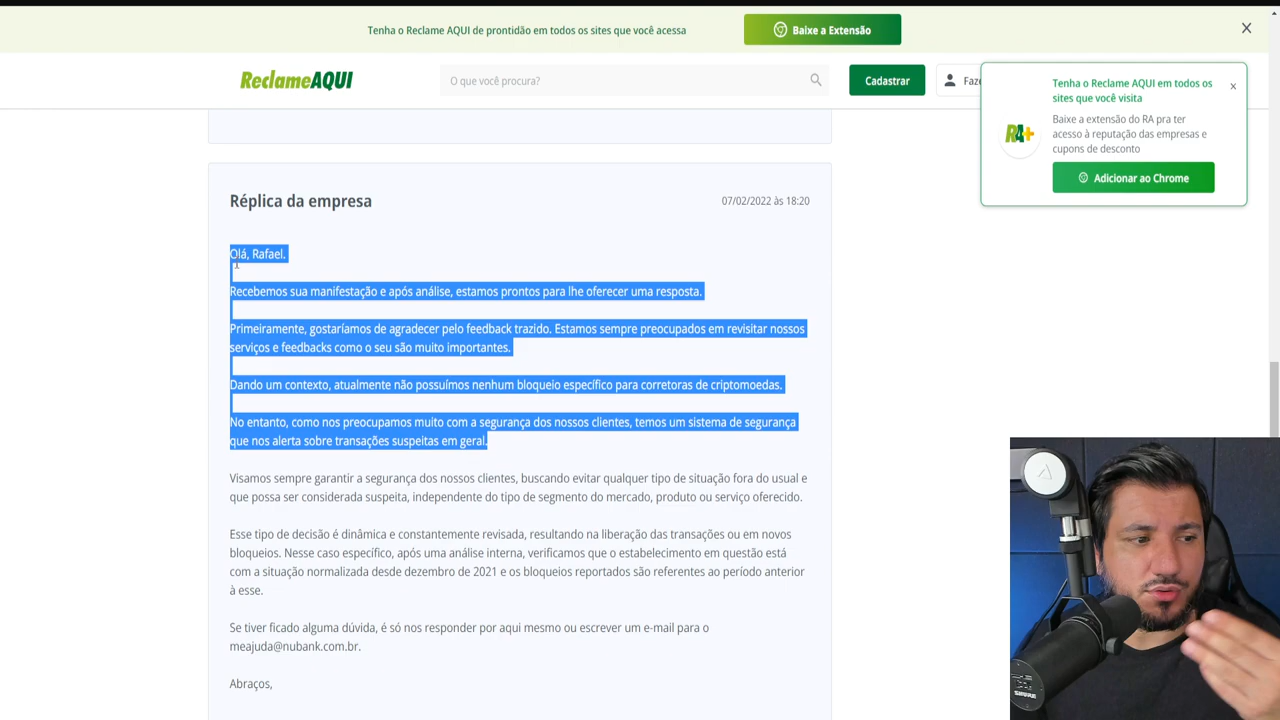 Tenha o Reclame AQUI de prontidão em todos os sites que você acessa
Baixe a Extensão
ReclameAQUI
O que você procura?
Cadastrar
Faze
Tenha o Reclame AQUI em todos os
sites que você visita
RA+
Baixe a extensão do RA pra ter
acesso à reputação das empresas e
cupons de desconto
Adicionar ao Chrome
Réplica da empresa
07/02/2022 às 18:20
Olá, Rafael.
Recebemos sua manifestação e após análise, estamos prontos para lhe oferecer uma resposta.
Primeiramente, gostaríamos de agradecer pelo feedback trazido. Estamos sempre preocupados em revisitar nossos
serviços e feedbacks como o seu são muito importantes.
Dando um contexto, atualmente não possuímos nenhum bloqueio específico para corretoras de criptomoedas.
No entanto, como nos preocupamos muito com a segurança dos nossos clientes, temos um sistema de segurança
que nos alerta sobre transações suspeitas em geral.
Visamos sempre garantir a segurança dos nossos clientes, buscando evitar qualquer tipo de situação fora do usual e
que possa ser considerada suspeita, independente do tipo de segmento do mercado, produto ou serviço oferecido.
Esse tipo de decisão é dinâmica e constantemente revisada, resultando na liberação das transações ou em novos
bloqueios. Nesse caso específico, após uma análise interna, verificamos que o estabelecimento em questão está
com a situação normalizada desde dezembro de 2021 e os bloqueios reportados são referentes ao período anterior
à esse.
Se tiver ficado alguma dúvida, é só nos responder por aqui mesmo ou escrever um e-mail para o
meajuda@nubank.com.br.
Abraços,
SHURE